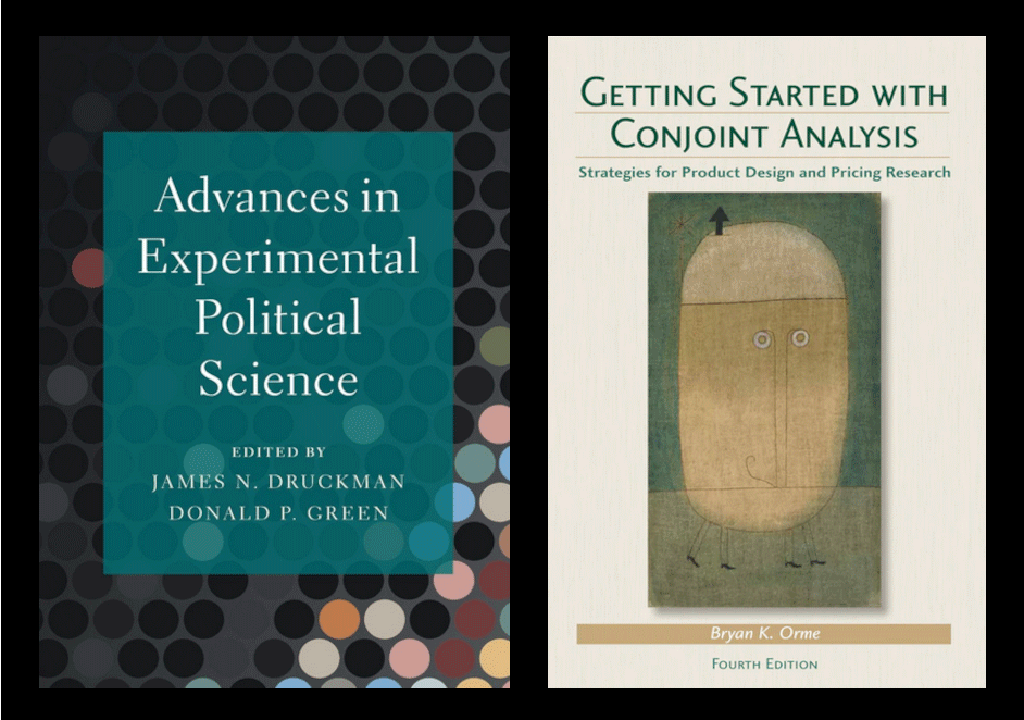 Advances in
Experimental
Political
Science
EDITED BY
JAMES N. DRUCKMAN
DONALD P. GREEN
GETTING STARTED WITH
CONJOINT ANALYSIS
Strategies for Product Design and Pricing Research
Bryan K. Orme
FOURTH EDITION